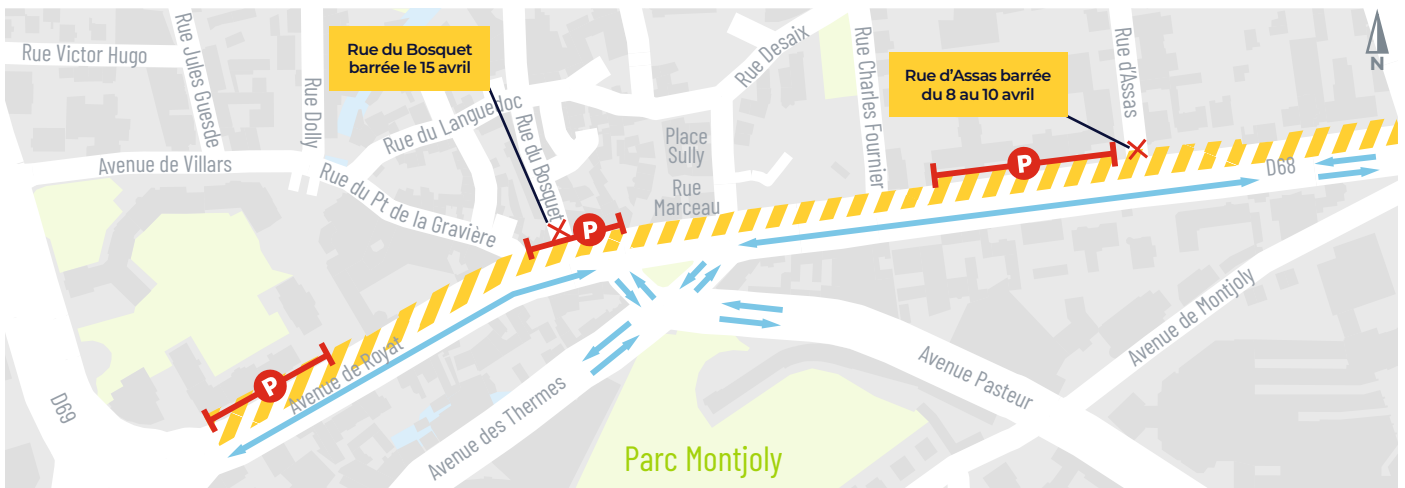 Rue Victor Hugo
Rue Jules Guesde
Rue Dolly
Rue du Bosquet
barrée le 15 avril
Rue du Languedoc
Rue du Bosquet
Rue Desaix
Place
Sully
Rue
Marceau
Rue Charles Fournier
Rue d'Assas barrée
du 8 au 10 avril
Rue d'Assas
N
Avenue de Villars
Rue du Pt de la Gravière
P
P
P
D68
D69
Avenue de Royat
Avenue des Thermes
Avenue Pasteur
Avenue de Montjoly
Parc Montjoly